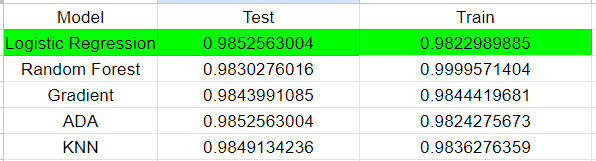 Model Test Train
Logistic Regression 0.9852563004 0.9822989885
Random Forest 0.9830276016 0.9999571404
Gradient 0.9843991085 0.9844419681
ADA 0.9852563004 0.9824275673
KNN 0.9849134236 0.9836276359